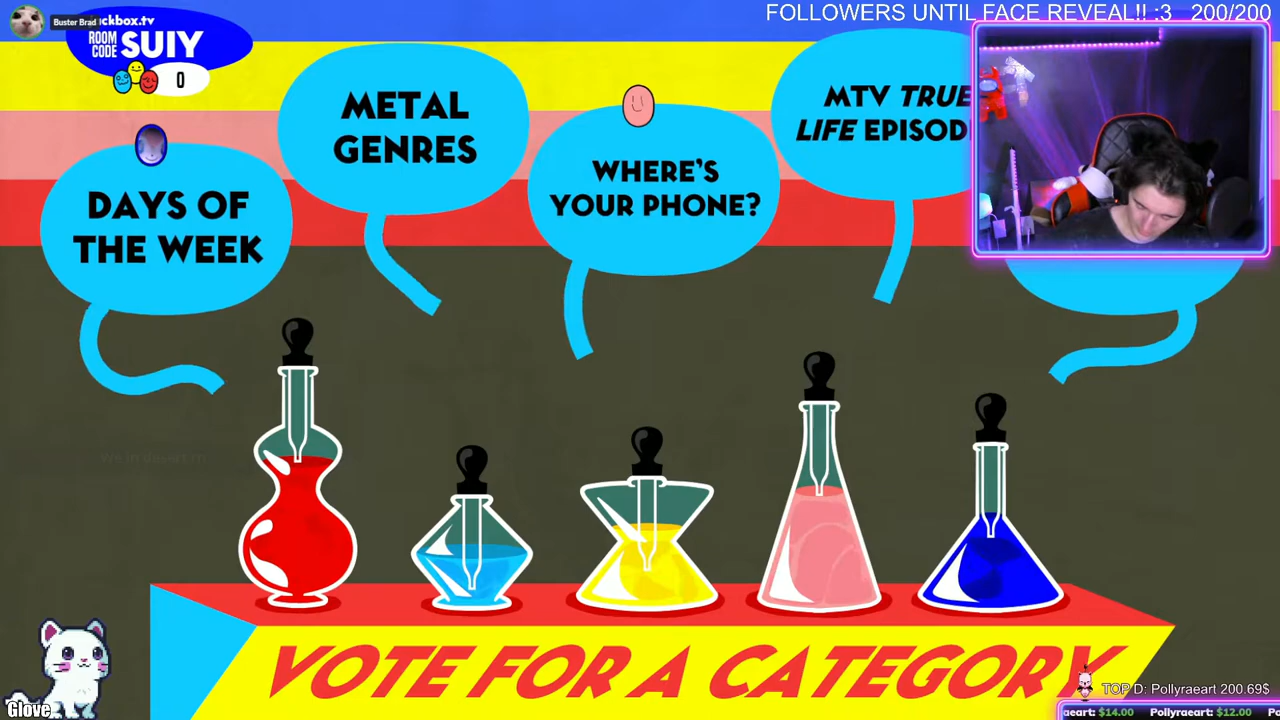 FOLLOWERS UNTIL FACE REVEAL!! :3 200/200
Buster Brad
ckbox.tv
ROOM
CODE
SUIY
0
DAYS OF
THE WEEK
METAL
GENRES
WHERE'S
YOUR PHONE?
MTV TRUE
LIFE EPISOD
VOTE FOR A CATEGORY
Glove
TOP D: Pollyraeart 200.69$
aeart: $14.00 Pollyraeart: $12.00 Po